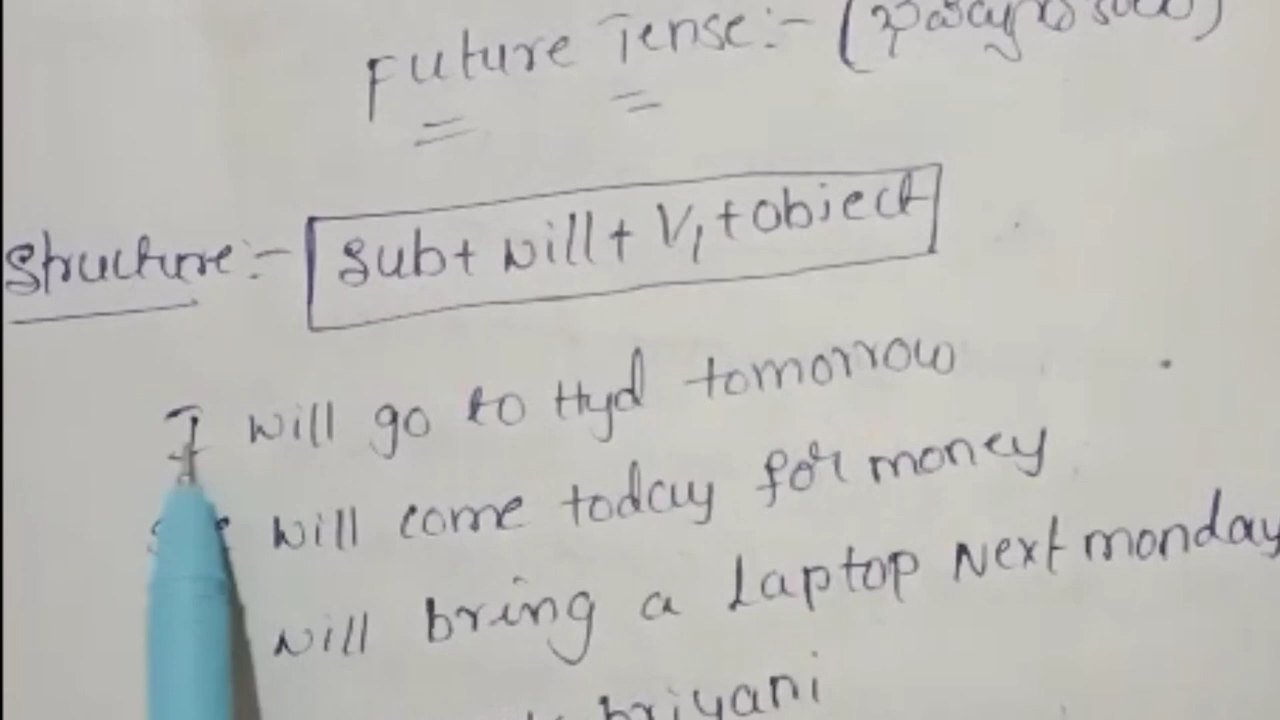 Future Tense:- (
Structure:- sub+ will + V1 + object
I will go to Hyd tomorrow
will come today for money
will bring a Laptop Next monday
briyani